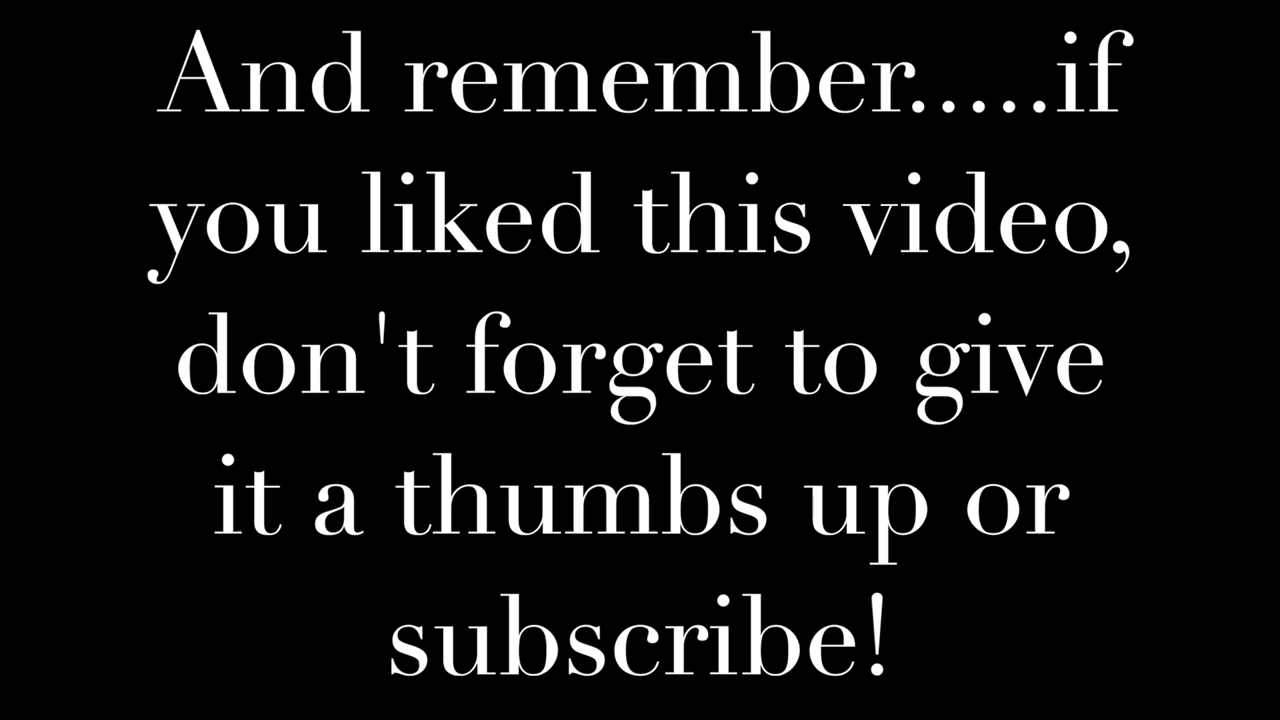 And remember.....if
you liked this video,
don't forget to give
it a thumbs up or
subscribe!